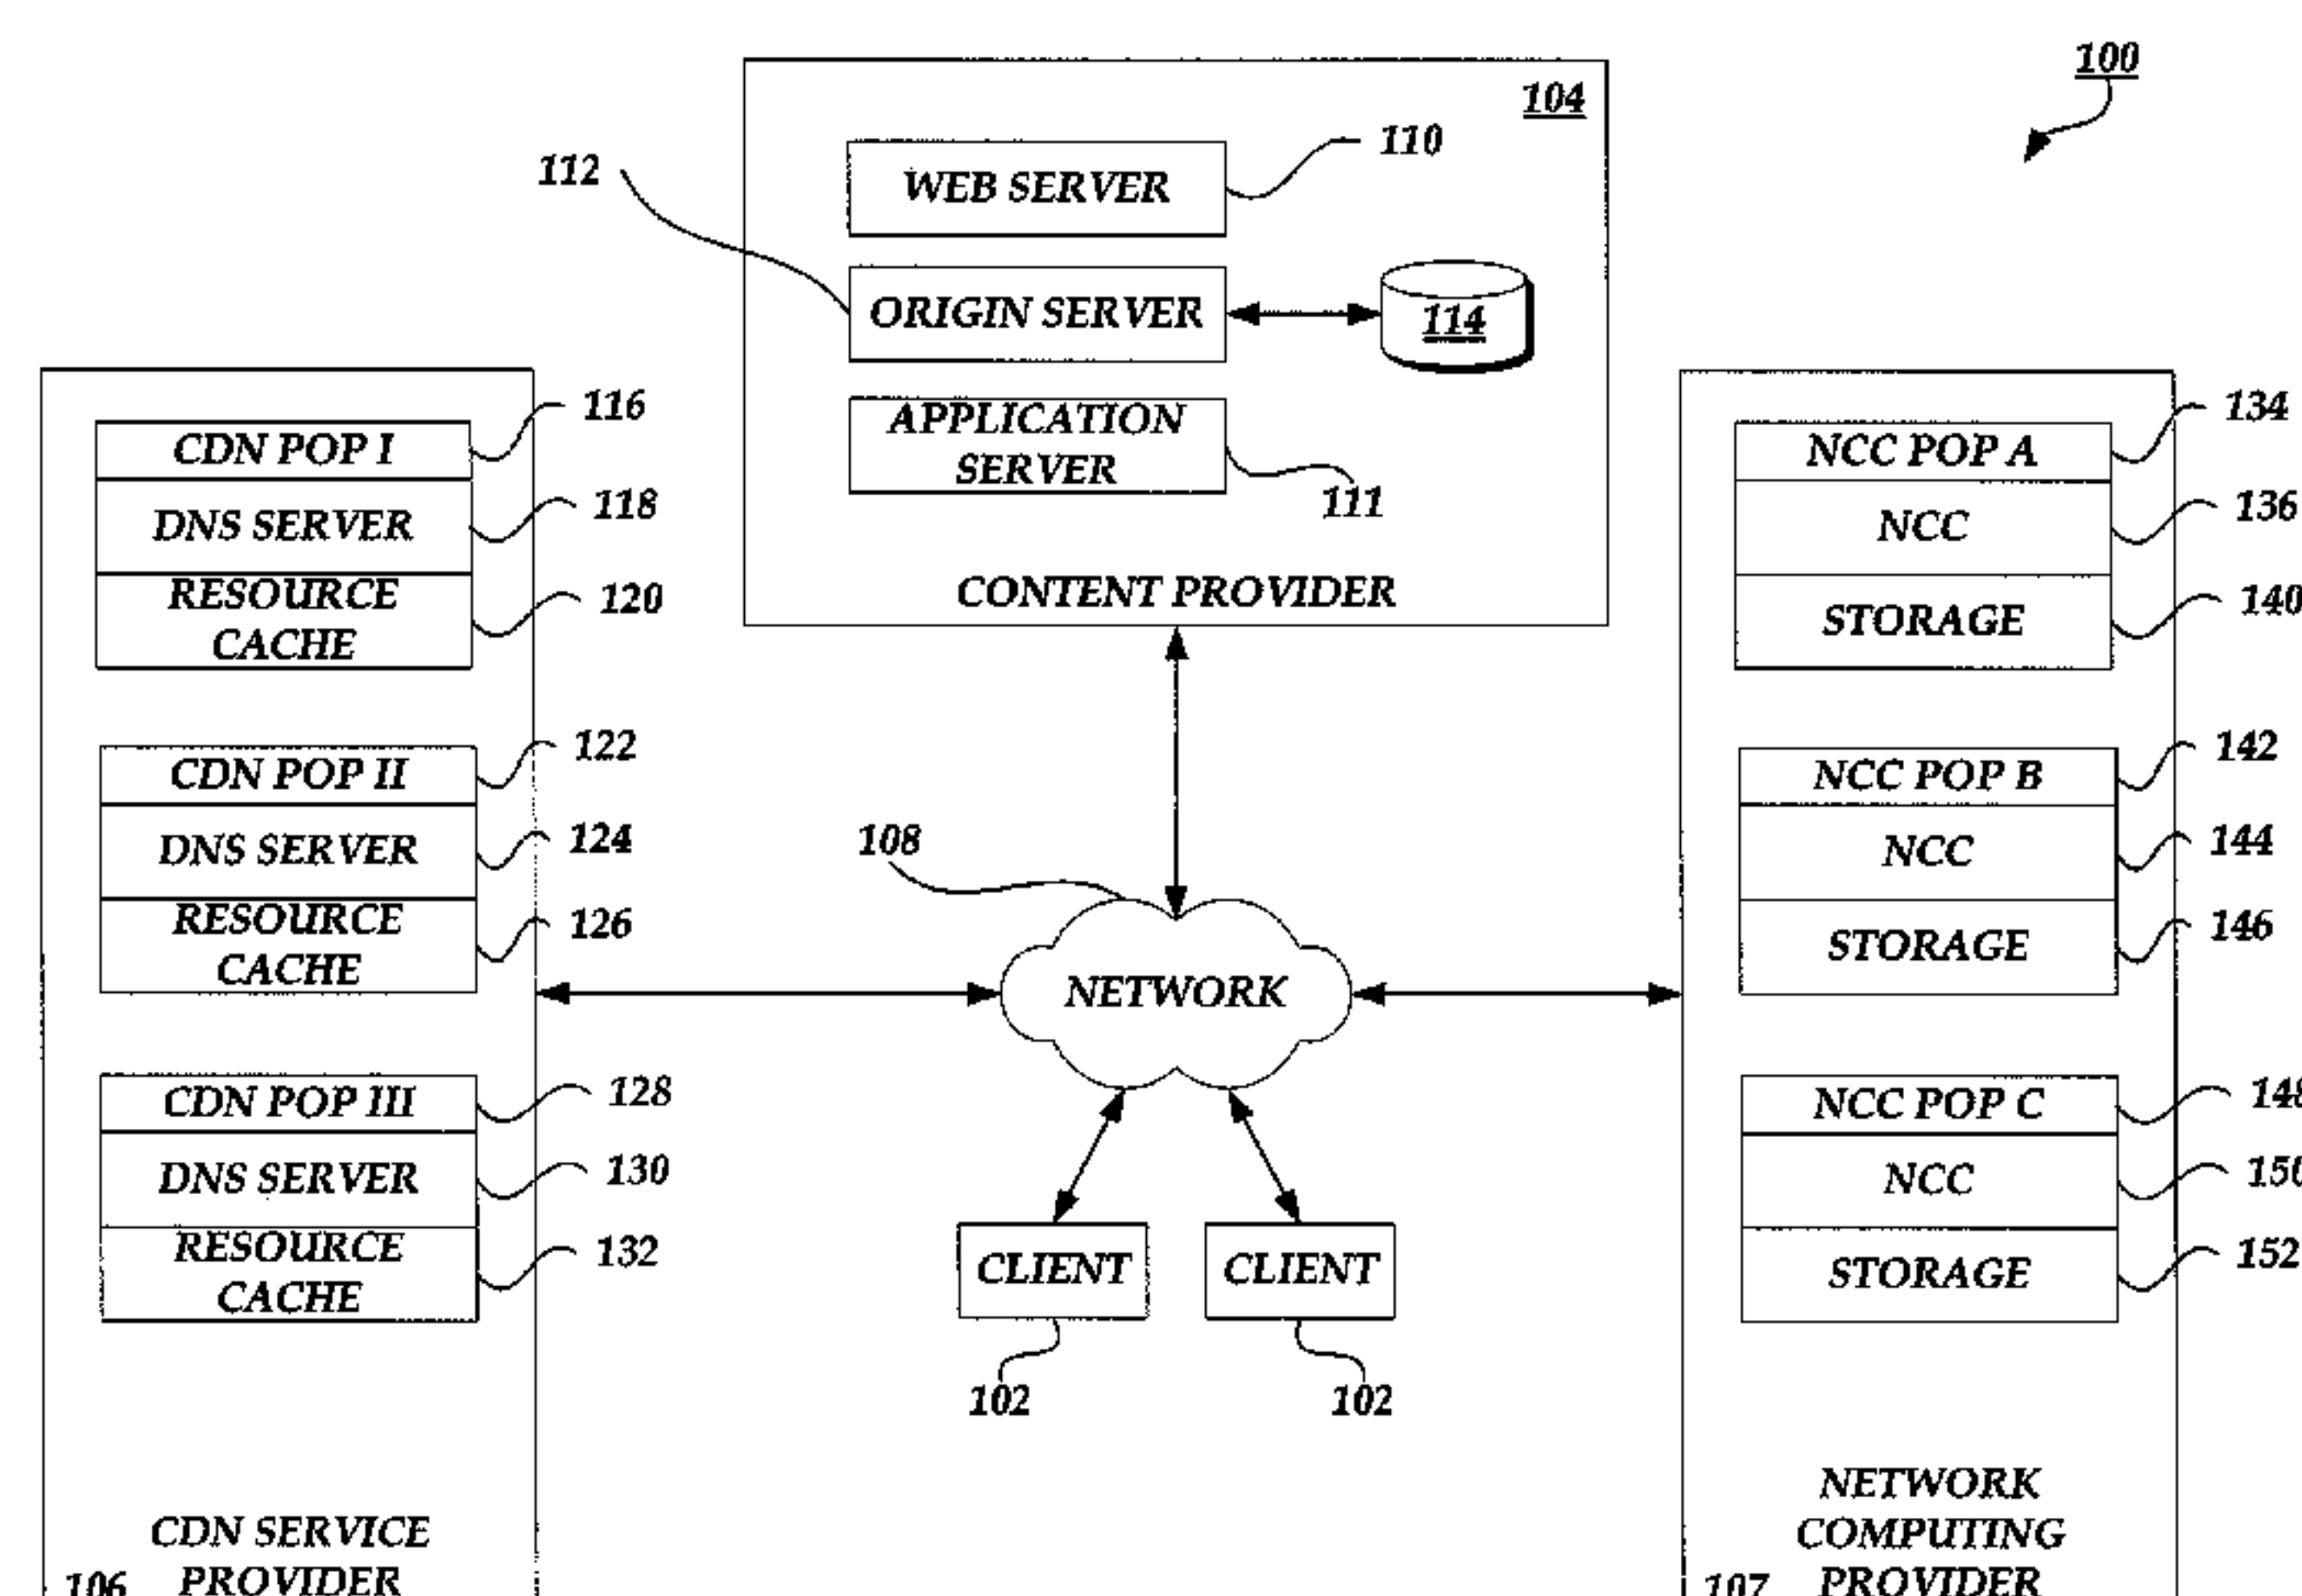 100
104
110
112
WEB SERVER
ORIGIN SERVER
114
APPLICATION
SERVER
111
CONTENT PROVIDER
116
CDN POP I
118
DNS SERVER
120
RESOURCE
CACHE
122
CDN POP II
124
DNS SERVER
126
RESOURCE
CACHE
128
CDN POP III
130
DNS SERVER
132
RESOURCE
CACHE
CDN SERVICE
PROVIDER
106
108
NETWORK
CLIENT
CLIENT
102
102
134
NCC POP A
136
NCC
140
STORAGE
142
NCC POP B
144
NCC
146
STORAGE
148
NCC POP C
150
NCC
152
STORAGE
NETWORK
COMPUTING
PROVIDER
107